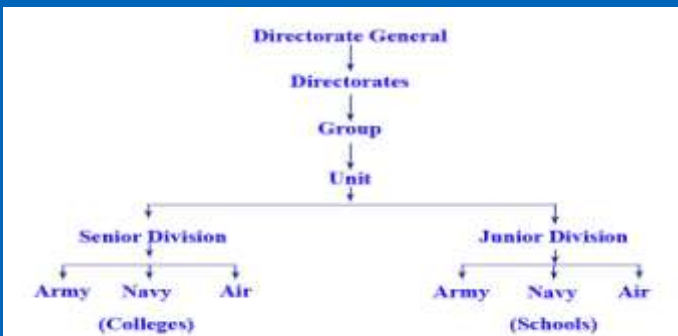 Directorate General
Directorates
Group
Unit
Senior Division Junior Division
Army Navy Air Army Navy Air
(Colleges) (Schools)